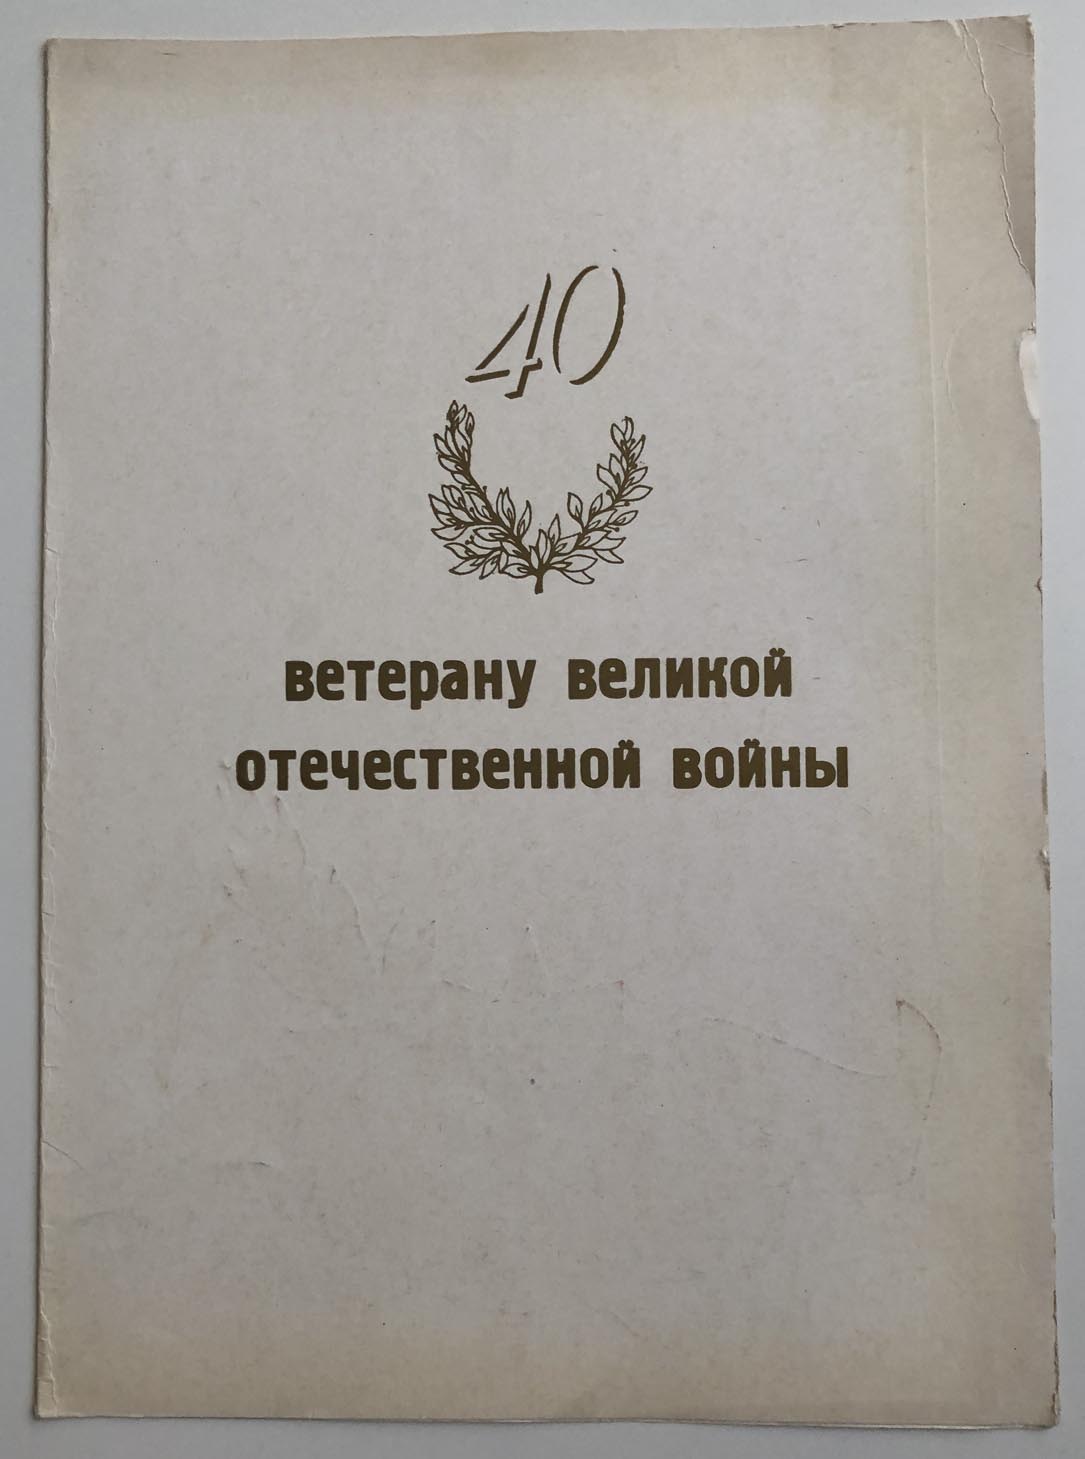 40
ветерану великой
отечественной войны